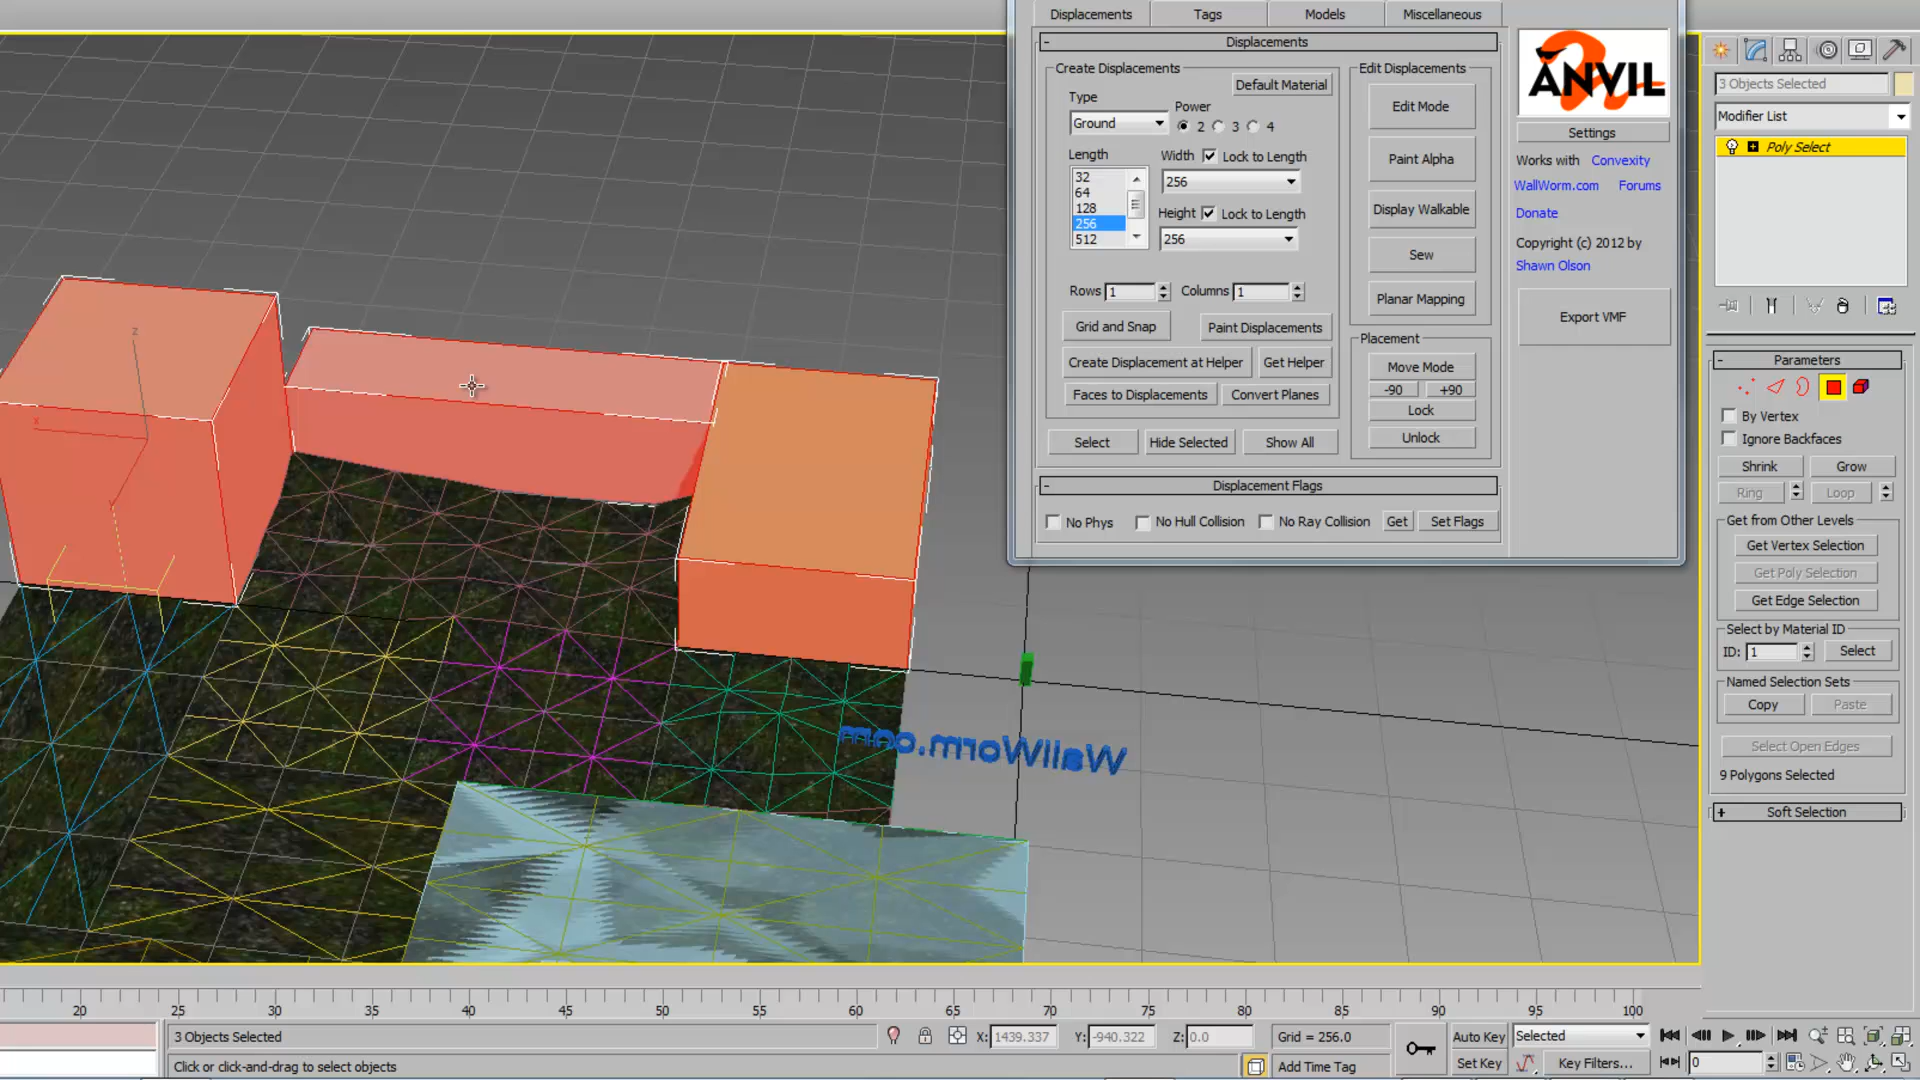 Displacements Tags Models Miscellaneous
- Displacements
Create Displacements
Default Material
Type
Ground
Power
2 3 4
Length
32
64
128
256
512
Width Lock to Length
256
Height Lock to Length
256
Rows 1 Columns 1
Grid and Snap Paint Displacements
Create Displacement at Helper Get Helper
Faces to Displacements Convert Planes
Select Hide Selected Show All
Edit Displacements
Edit Mode
Paint Alpha
Display Walkable
Sew
Planar Mapping
Placement
Move Mode
-90 +90
Lock
Unlock
- Displacement Flags
No Phys No Hull Collision No Ray Collision Get Set Flags
ANVIL
Settings
Works with Convexity
WallWorm.com Forums
Donate
Copyright (c) 2012 by
Shawn Olson
Export VMF
3 Objects Selected
Modifier List
Poly Select
- Parameters
By Vertex
Ignore Backfaces
Shrink Grow
Ring Loop
Get from Other Levels
Get Vertex Selection
Get Poly Selection
Get Edge Selection
Select by Material ID
ID: 1 Select
Named Selection Sets
Copy Paste
Select Open Edges
9 Polygons Selected
+ Soft Selection
z
x
y
WallWorm.com
20 25 30 35 40 45 50 55 60 65 70 75 80 85 90 95 100
3 Objects Selected X: 1439.337 Y: -940.322 Z: 0.0 Grid = 256.0 Auto Key Selected
Click or click-and-drag to select objects Add Time Tag Set Key Key Filters... 0